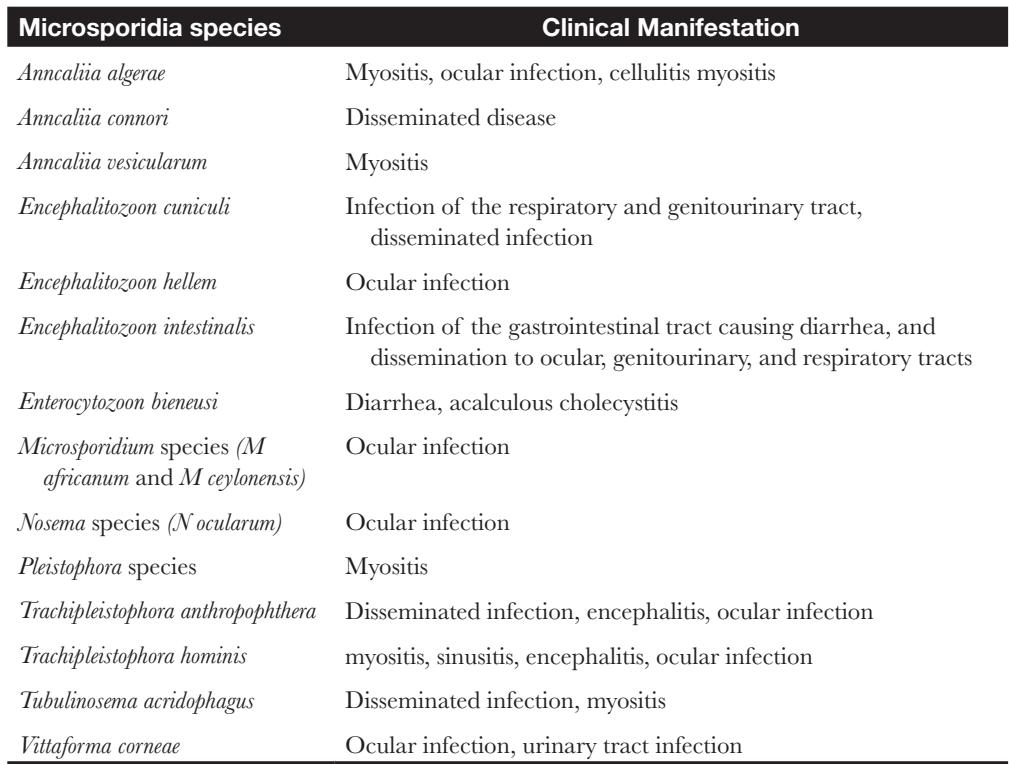 Microsporidia species Clinical Manifestation
Anncaliia algerae Myositis, ocular infection, cellulitis myositis
Anncaliia connori Disseminated disease
Anncaliia vesicularum Myositis
Encephalitozoon cuniculi Infection of the respiratory and genitourinary tract,
disseminated infection
Encephalitozoon hellem Ocular infection
Encephalitozoon intestinalis Infection of the gastrointestinal tract causing diarrhea, and
dissemination to ocular, genitourinary, and respiratory tracts
Enterocytozoon bieneusi Diarrhea, acalculous cholecystitis
Microsporidium species (M Ocular infection
africanum and M ceylonensis)
Nosema species (N ocularum) Ocular infection
Pleistophora species Myositis
Trachipleistophora anthropophthera Disseminated infection, encephalitis, ocular infection
Trachipleistophora hominis myositis, sinusitis, encephalitis, ocular infection
Tubulinosema acridophagus Disseminated infection, myositis
Vittaforma corneae Ocular infection, urinary tract infection